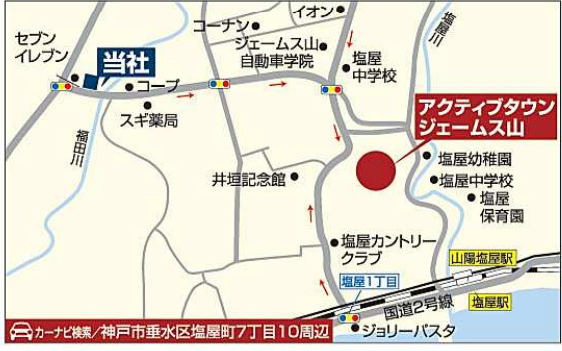 イオン
コーナン
ジェームス山
自動車学院
塩屋川
セブン
イレブン
当社
コープ
スギ薬局
塩屋
中学校
アクティブタウン
ジェームス山
福田川
井垣記念館
塩屋幼稚園
塩屋中学校
塩屋
保育園
塩屋カントリー
クラブ
山陽塩屋駅
塩屋1丁目
国道2号線
塩屋駅
カーナビ検索/神戸市垂水区塩屋町7丁目10周辺
ジョリーパスタ